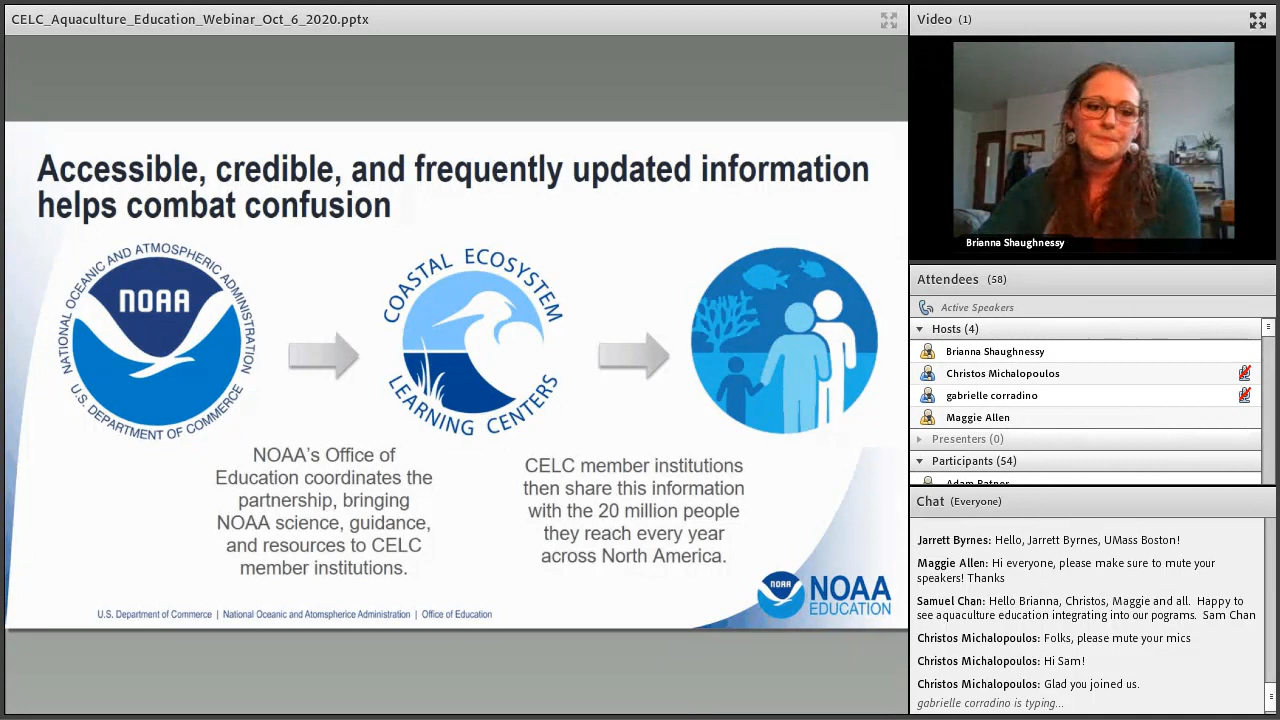 CELC_Aquaculture_Education_Webinar_Oct_6_2020.pptx
Accessible, credible, and frequently updated information
helps combat confusion
NATIONAL OCEANIC AND ATMOSPHERIC ADMINISTRATION
NOAA
U.S. DEPARTMENT OF COMMERCE
COASTAL ECOSYSTEM
LEARNING CENTERS
NOAA's Office of
Education coordinates the
partnership, bringing
NOAA science, guidance,
and resources to CELC
member institutions.
CELC member institutions
then share this information
with the 20 million people
they reach every year
across North America.
U.S. Department of Commerce | National Oceanic and Atomspherice Administration | Office of Education
NOAA
NOAA
EDUCATION
Video (1)
Brianna Shaughnessy
Attendees (58)
Active Speakers
Hosts (4)
Brianna Shaughnessy
Christos Michalopoulos
gabrielle corradino
Maggie Allen
Presenters (0)
Participants (54)
Chat (Everyone)
Jarrett Byrnes: Hello, Jarrett Byrnes, UMass Boston!
Maggie Allen: Hi everyone, please make sure to mute your
speakers! Thanks
Samuel Chan: Hello Brianna, Christos, Maggie and all. Happy to
see aquaculture education integrating into our pograms. Sam Chan
Christos Michalopoulos: Folks, please mute your mics
Christos Michalopoulos: Hi Sam!
Christos Michalopoulos: Glad you joined us.
gabrielle corradino is typing...